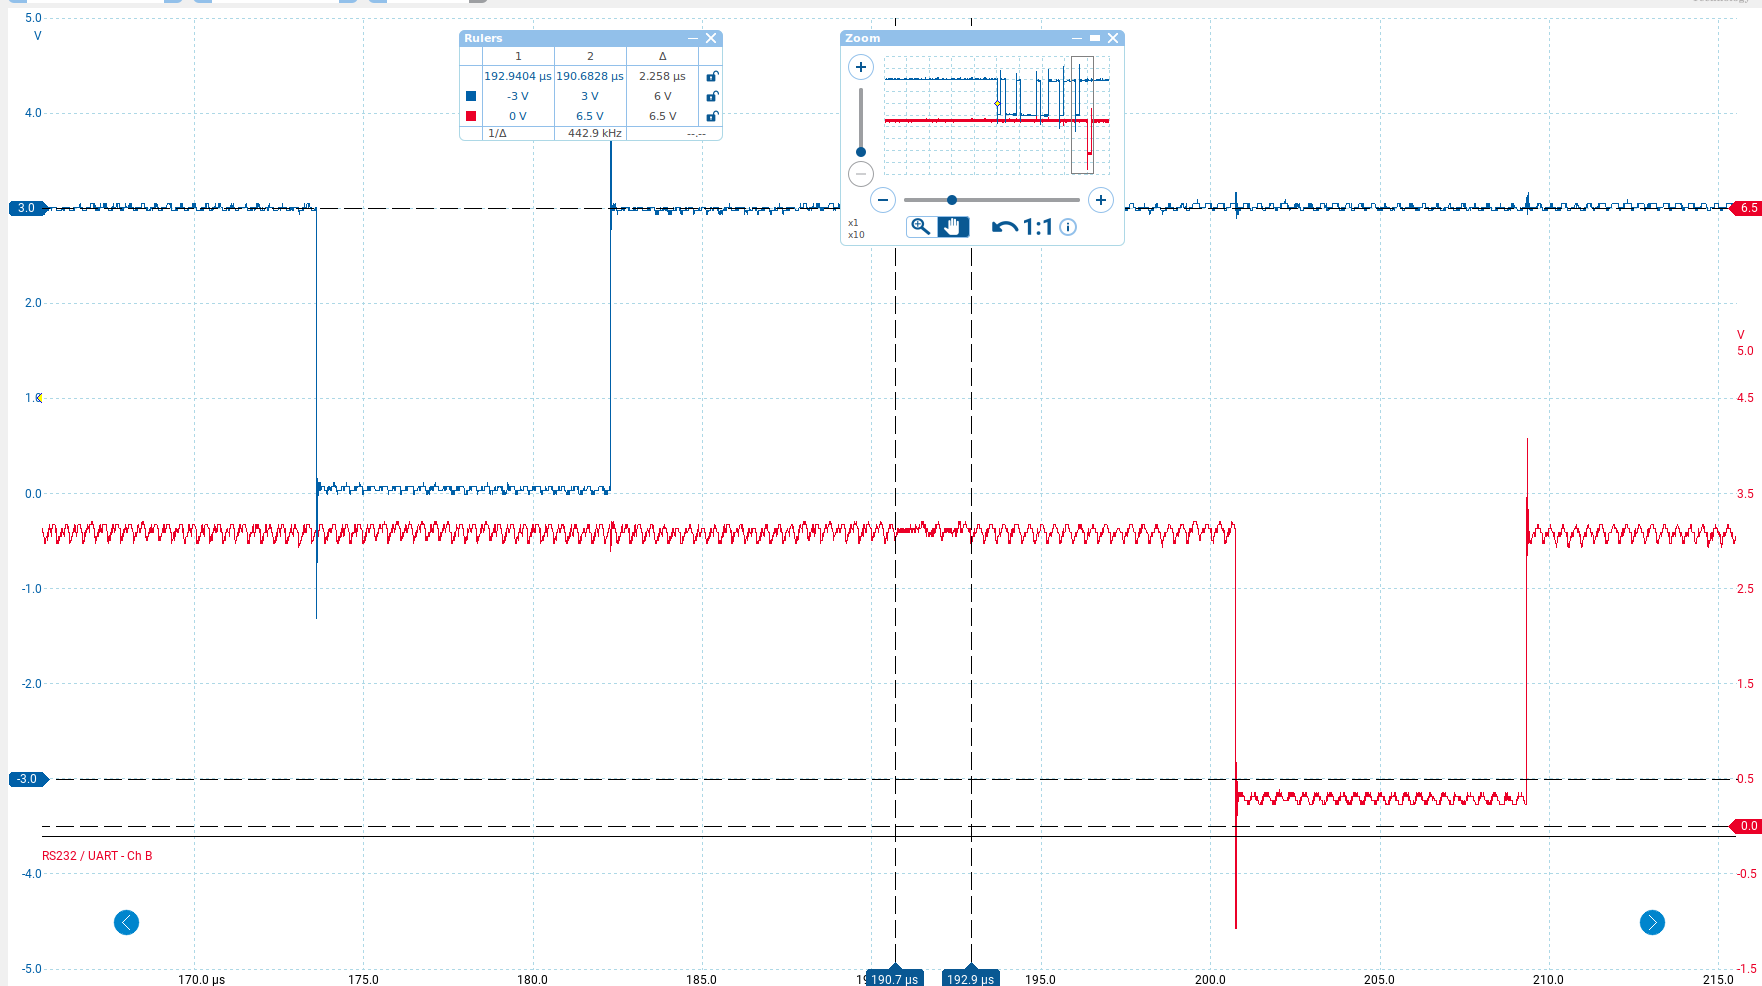 5.0
V
Rulers
1 2 Δ
192.9404 µs 190.6828 µs 2.258 µs
-3 V 3 V 6 V
0 V 6.5 V 6.5 V
1/Δ 442.9 kHz --.--
Zoom
x1
x10
1:1
4.0
3.0
6.5
2.0
V
5.0
4.5
0.0
3.5
-1.0
2.5
-2.0
1.5
-3.0
0.5
0.0
RS232 / UART - Ch B
-4.0
-0.5
-5.0
-1.5
170.0 µs 175.0 180.0 185.0 190.7 µs 192.9 µs 195.0 200.0 205.0 210.0 215.0